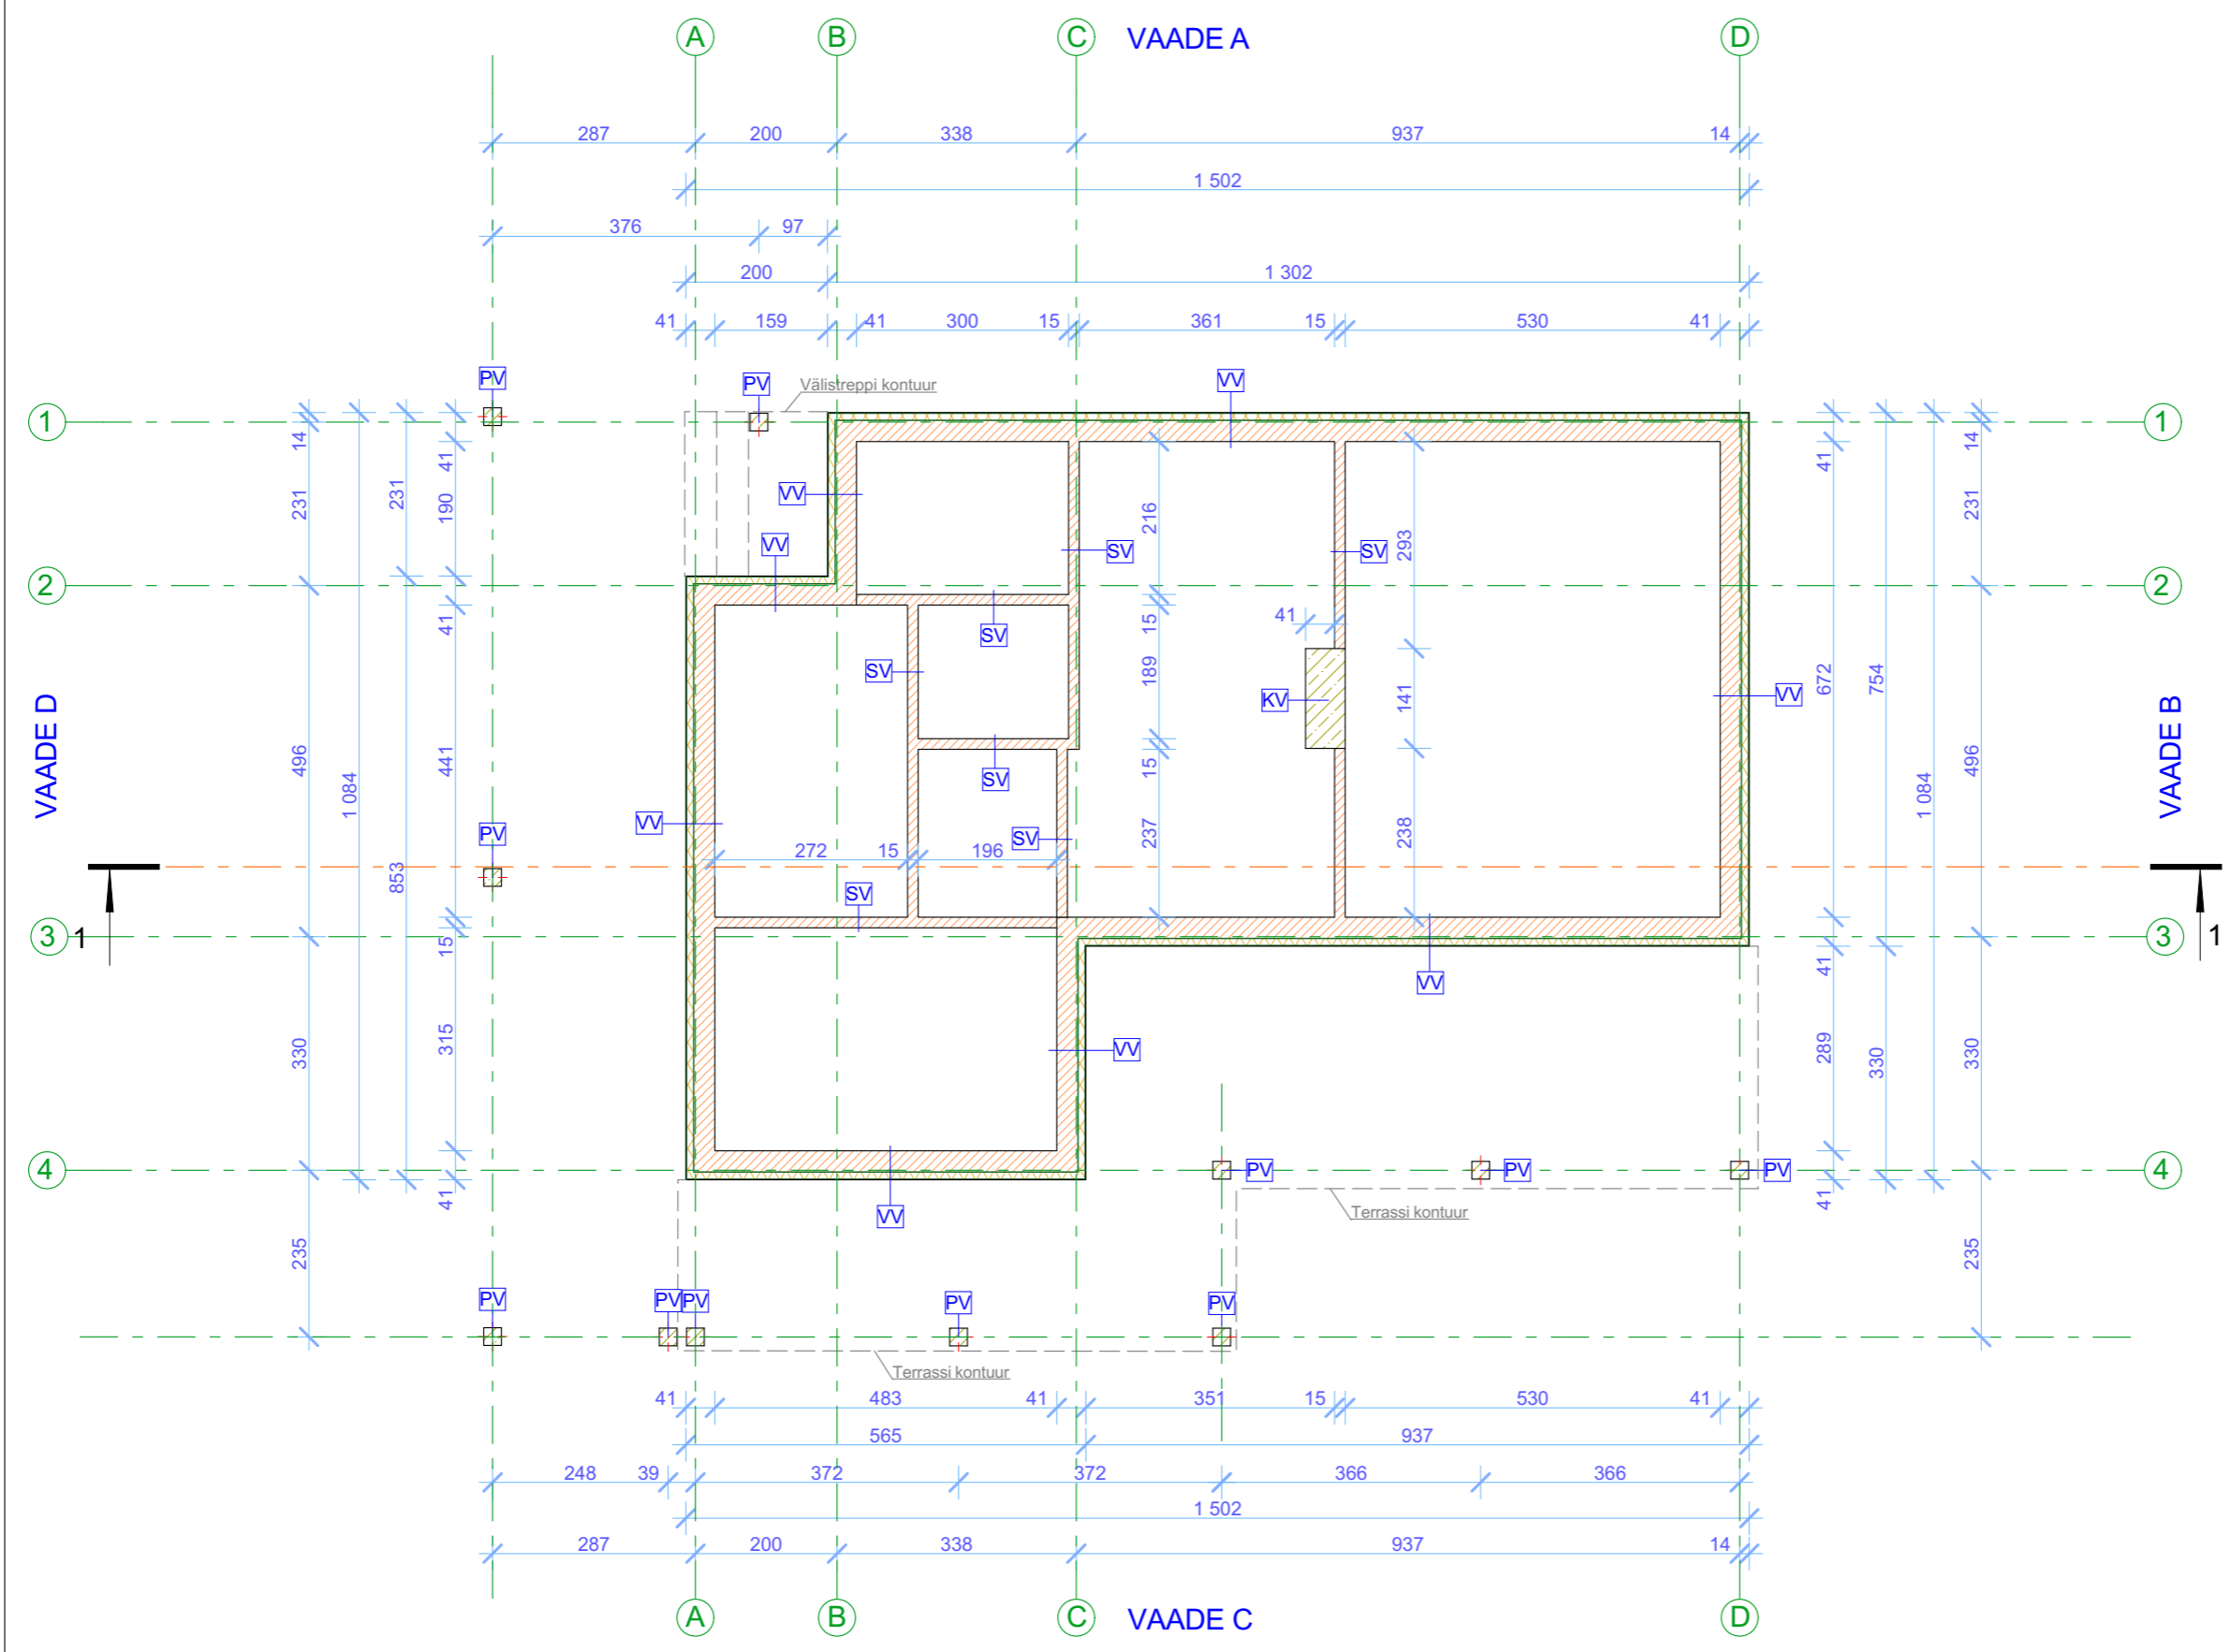 A B C D VAADE A
287 200 338 937 14
1 502
376 97
200 1 302
41 159 41 300 15 361 15 530 41
PV PV Välistreppi kontuur VV
1 1
14 41 41 14
231 231 190 VV 216 293 231
VV SV SV
2 2
41 SV 15 41
SV 189 KV 141 672 754 VV
VAADE D VAADE B
496 441 SV 15 496
1 084 1 084
PV VV SV 237 238
853 272 15 196
SV
3 1 3 1
15 VV 41
330 315 VV 289 330 330
4 PV PV PV 4
41 VV Terrassi kontuur 41
235 235
PV PV PV PV PV
Terrassi kontuur
41 483 41 351 15 530 41
565 937
248 39 372 372 366 366
1 502
287 200 338 937 14
A B C D VAADE C